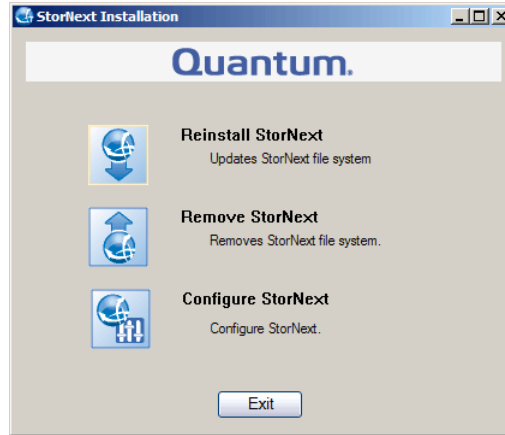 StorNext Installation
Quantum.
Reinstall StorNext
Updates StorNext file system
Remove StorNext
Removes StorNext file system.
Configure StorNext
Configure StorNext.
Exit